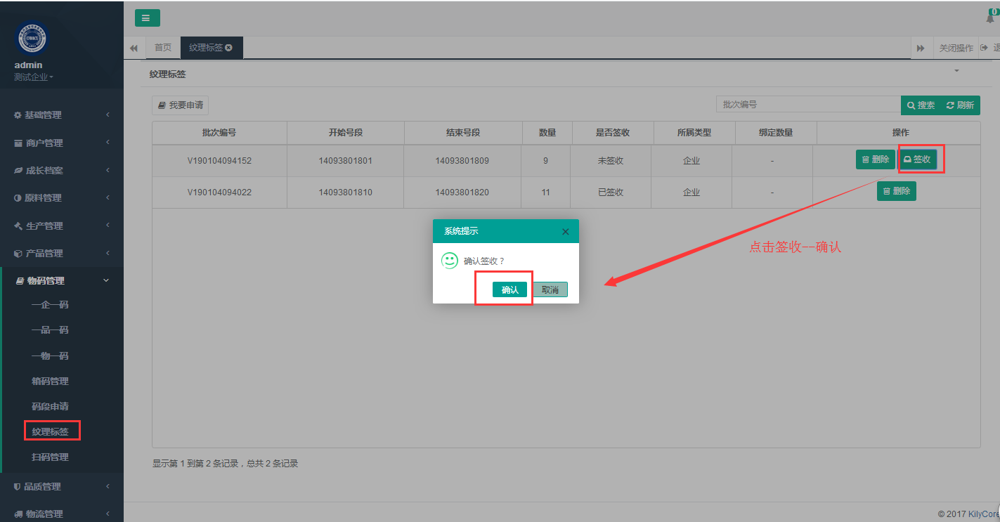 0
admin
测试企业
首页
纹理标签
关闭操作
退
纹理标签
我要申请
批次编号
搜索
刷新
批次编号 开始号段 结束号段 数量 是否签收 所属类型 绑定数量 操作
V190104094152 14093801801 14093801809 9 未签收 企业 - 删除 签收
V190104094022 14093801810 14093801820 11 已签收 企业 - 删除
系统提示
确认签收？
确认 取消
点击签收--确认
基础管理
商户管理
成长档案
原料管理
生产管理
产品管理
物码管理
一企一码
一品一码
一物一码
箱码管理
码段申请
纹理标签
扫码管理
品质管理
物流管理
显示第 1 到第 2 条记录，总共 2 条记录
© 2017 KilyCore